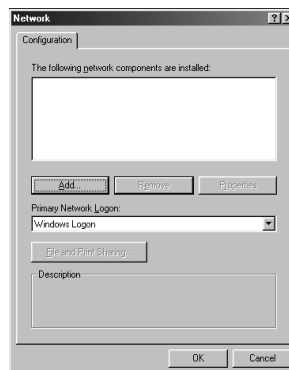 Network
Configuration
The following network components are installed:
Add... Remove Properties
Primary Network Logon:
Windows Logon
File and Print Sharing...
Description
OK Cancel